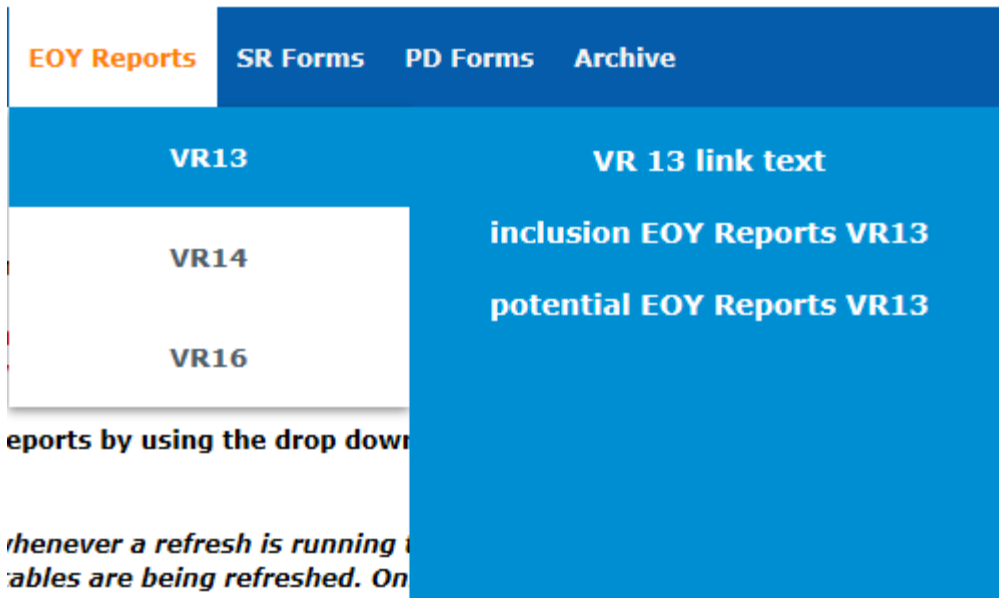 EOY Reports SR Forms PD Forms Archive
VR13
VR14
VR16
VR 13 link text
inclusion EOY Reports VR13
potential EOY Reports VR13
eports by using the drop down
henever a refresh is running
ables are being refreshed. On